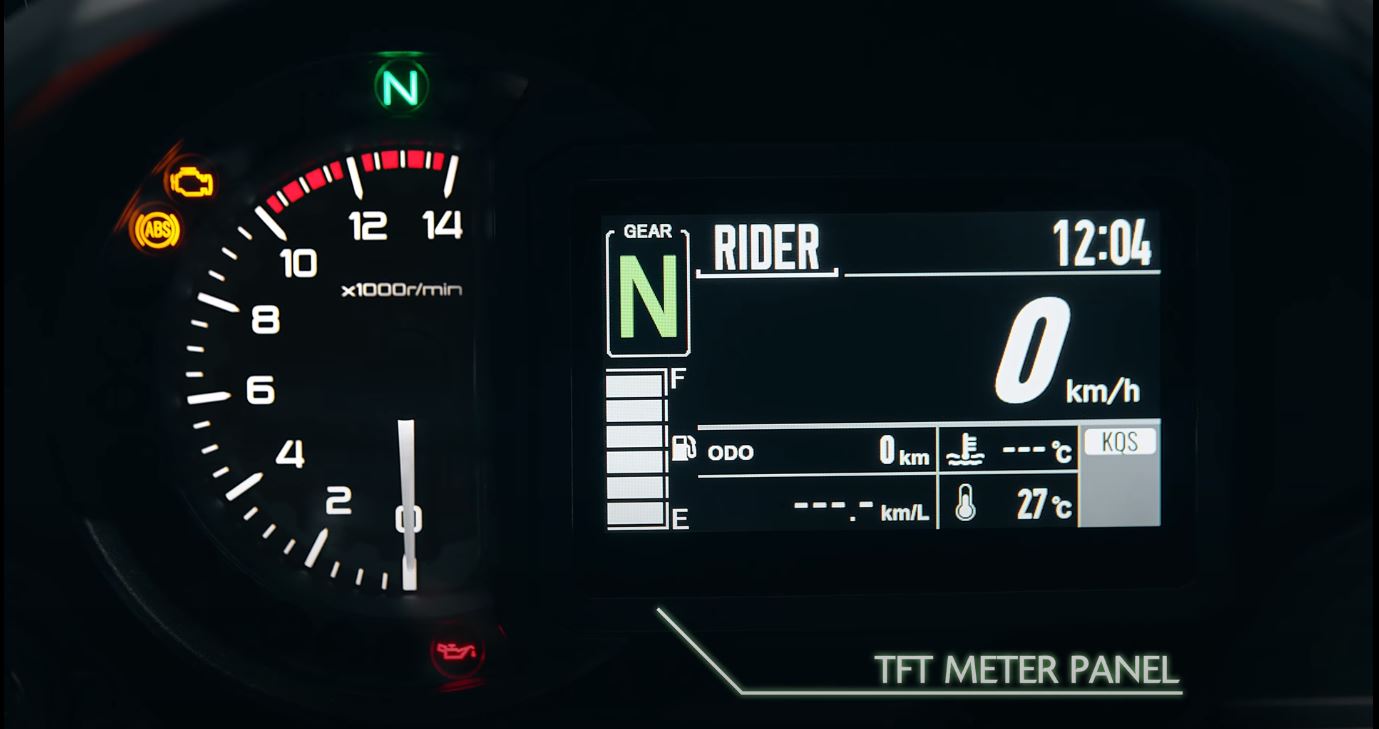 N
ABS
12 14
10
x1000r/min
8
6
4
2
0
GEAR
N
RIDER
12:04
0 km/h
F
ODO 0 km
---°C
KQS
E
---.- km/L
27°C
TFT METER PANEL